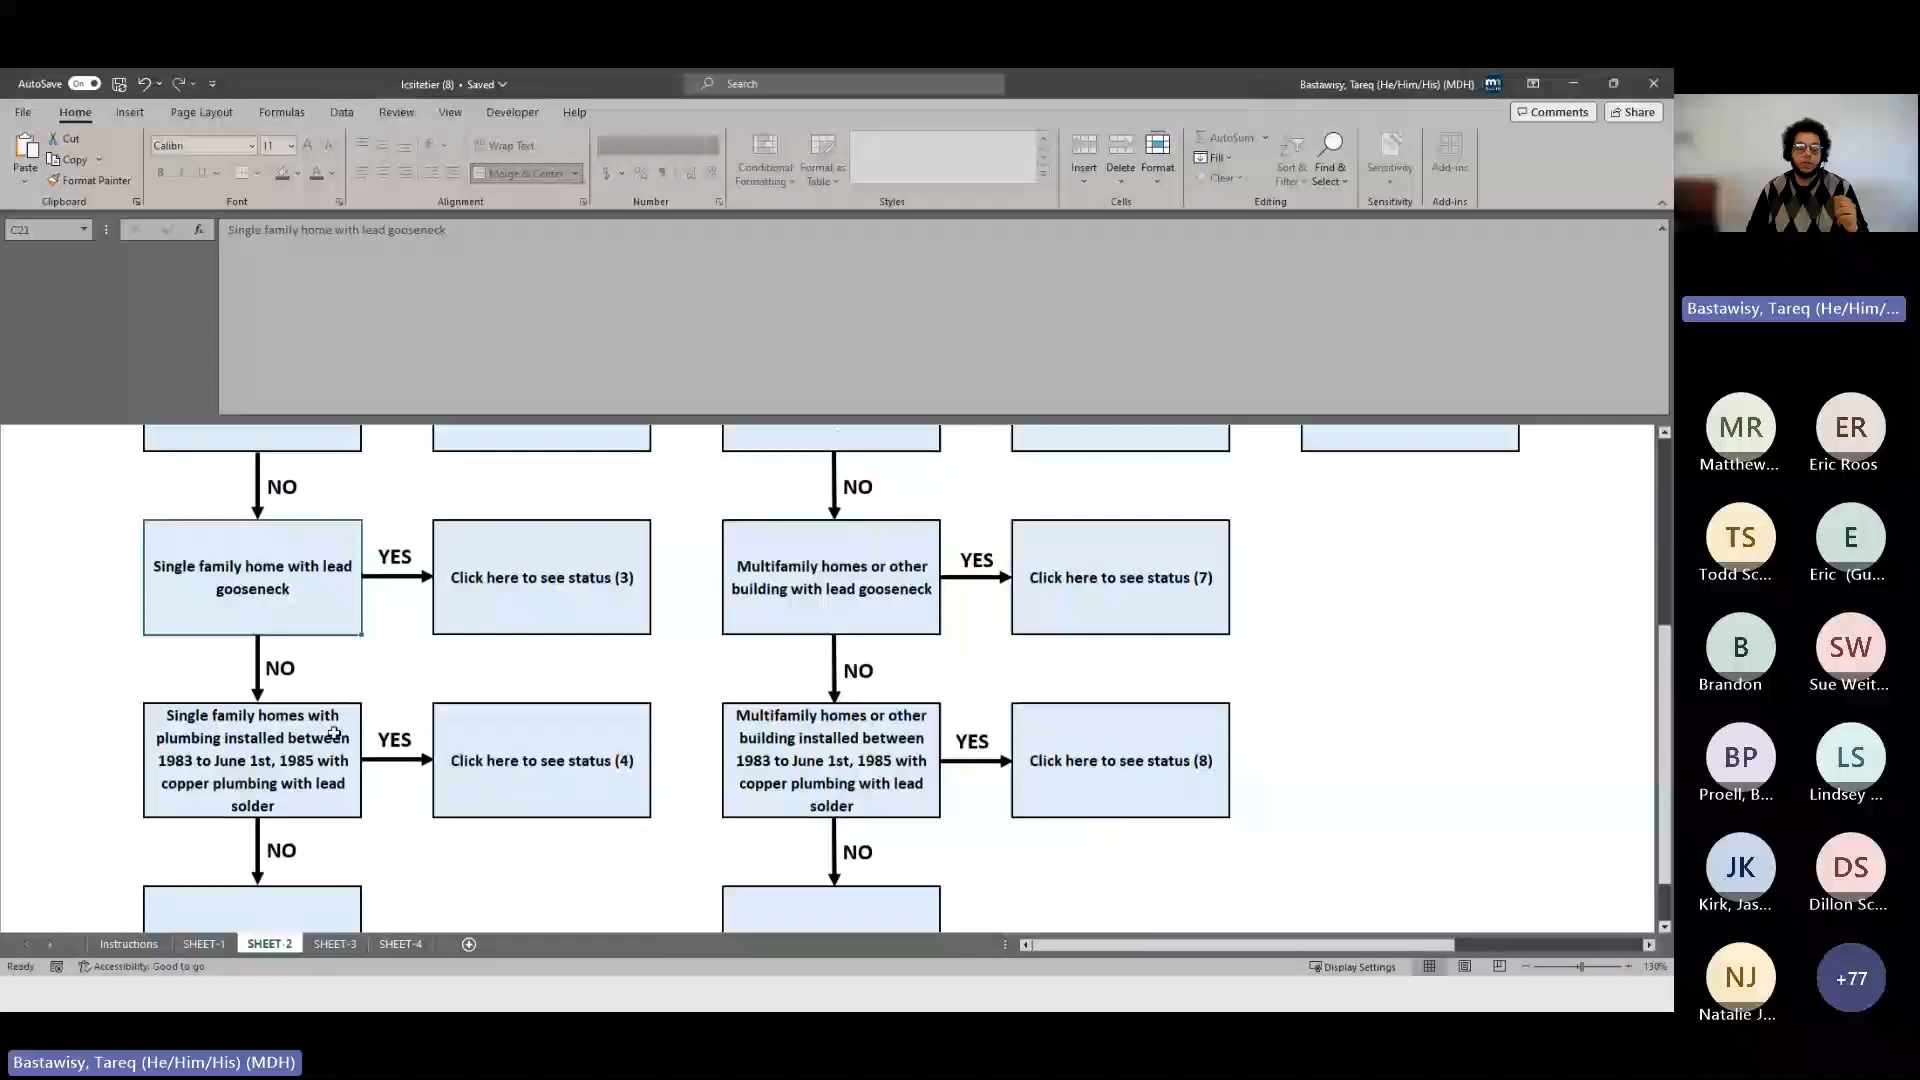 AutoSave On
lcsitetier (8) • Saved
Search
Bastawisy, Tareq (He/Him/His) (MDH)
File Home Insert Page Layout Formulas Data Review View Developer Help
Comments Share
Paste
Cut
Copy
Format Painter
Clipboard
Calibri 11
B I U
Font
Wrap Text
Merge & Center
Alignment
Number
Conditional Formatting
Format as Table
Styles
Insert Delete Format
Cells
AutoSum
Fill
Clear
Sort & Filter
Find & Select
Editing
Sensitivity
Sensitivity
Add-ins
Add-ins
C21
fx
Single family home with lead gooseneck
NO
NO
Single family home with lead
gooseneck
YES
Click here to see status (3)
Multifamily homes or other
building with lead gooseneck
YES
Click here to see status (7)
NO
NO
Single family homes with
plumbing installed between
1983 to June 1st, 1985 with
copper plumbing with lead
solder
YES
Click here to see status (4)
Multifamily homes or other
building installed between
1983 to June 1st, 1985 with
copper plumbing with lead
solder
YES
Click here to see status (8)
NO
NO
Instructions SHEET-1 SHEET-2 SHEET-3 SHEET-4
Ready
Accessibility: Good to go
Display Settings
130%
Bastawisy, Tareq (He/Him/...
MR ER
Matthew... Eric Roos
TS E
Todd Sc... Eric (Gu...
B SW
Brandon Sue Weit...
BP LS
Proell, B... Lindsey ...
JK DS
Kirk, Jas... Dillon Sc...
NJ +77
Natalie J...
Bastawisy, Tareq (He/Him/His) (MDH)